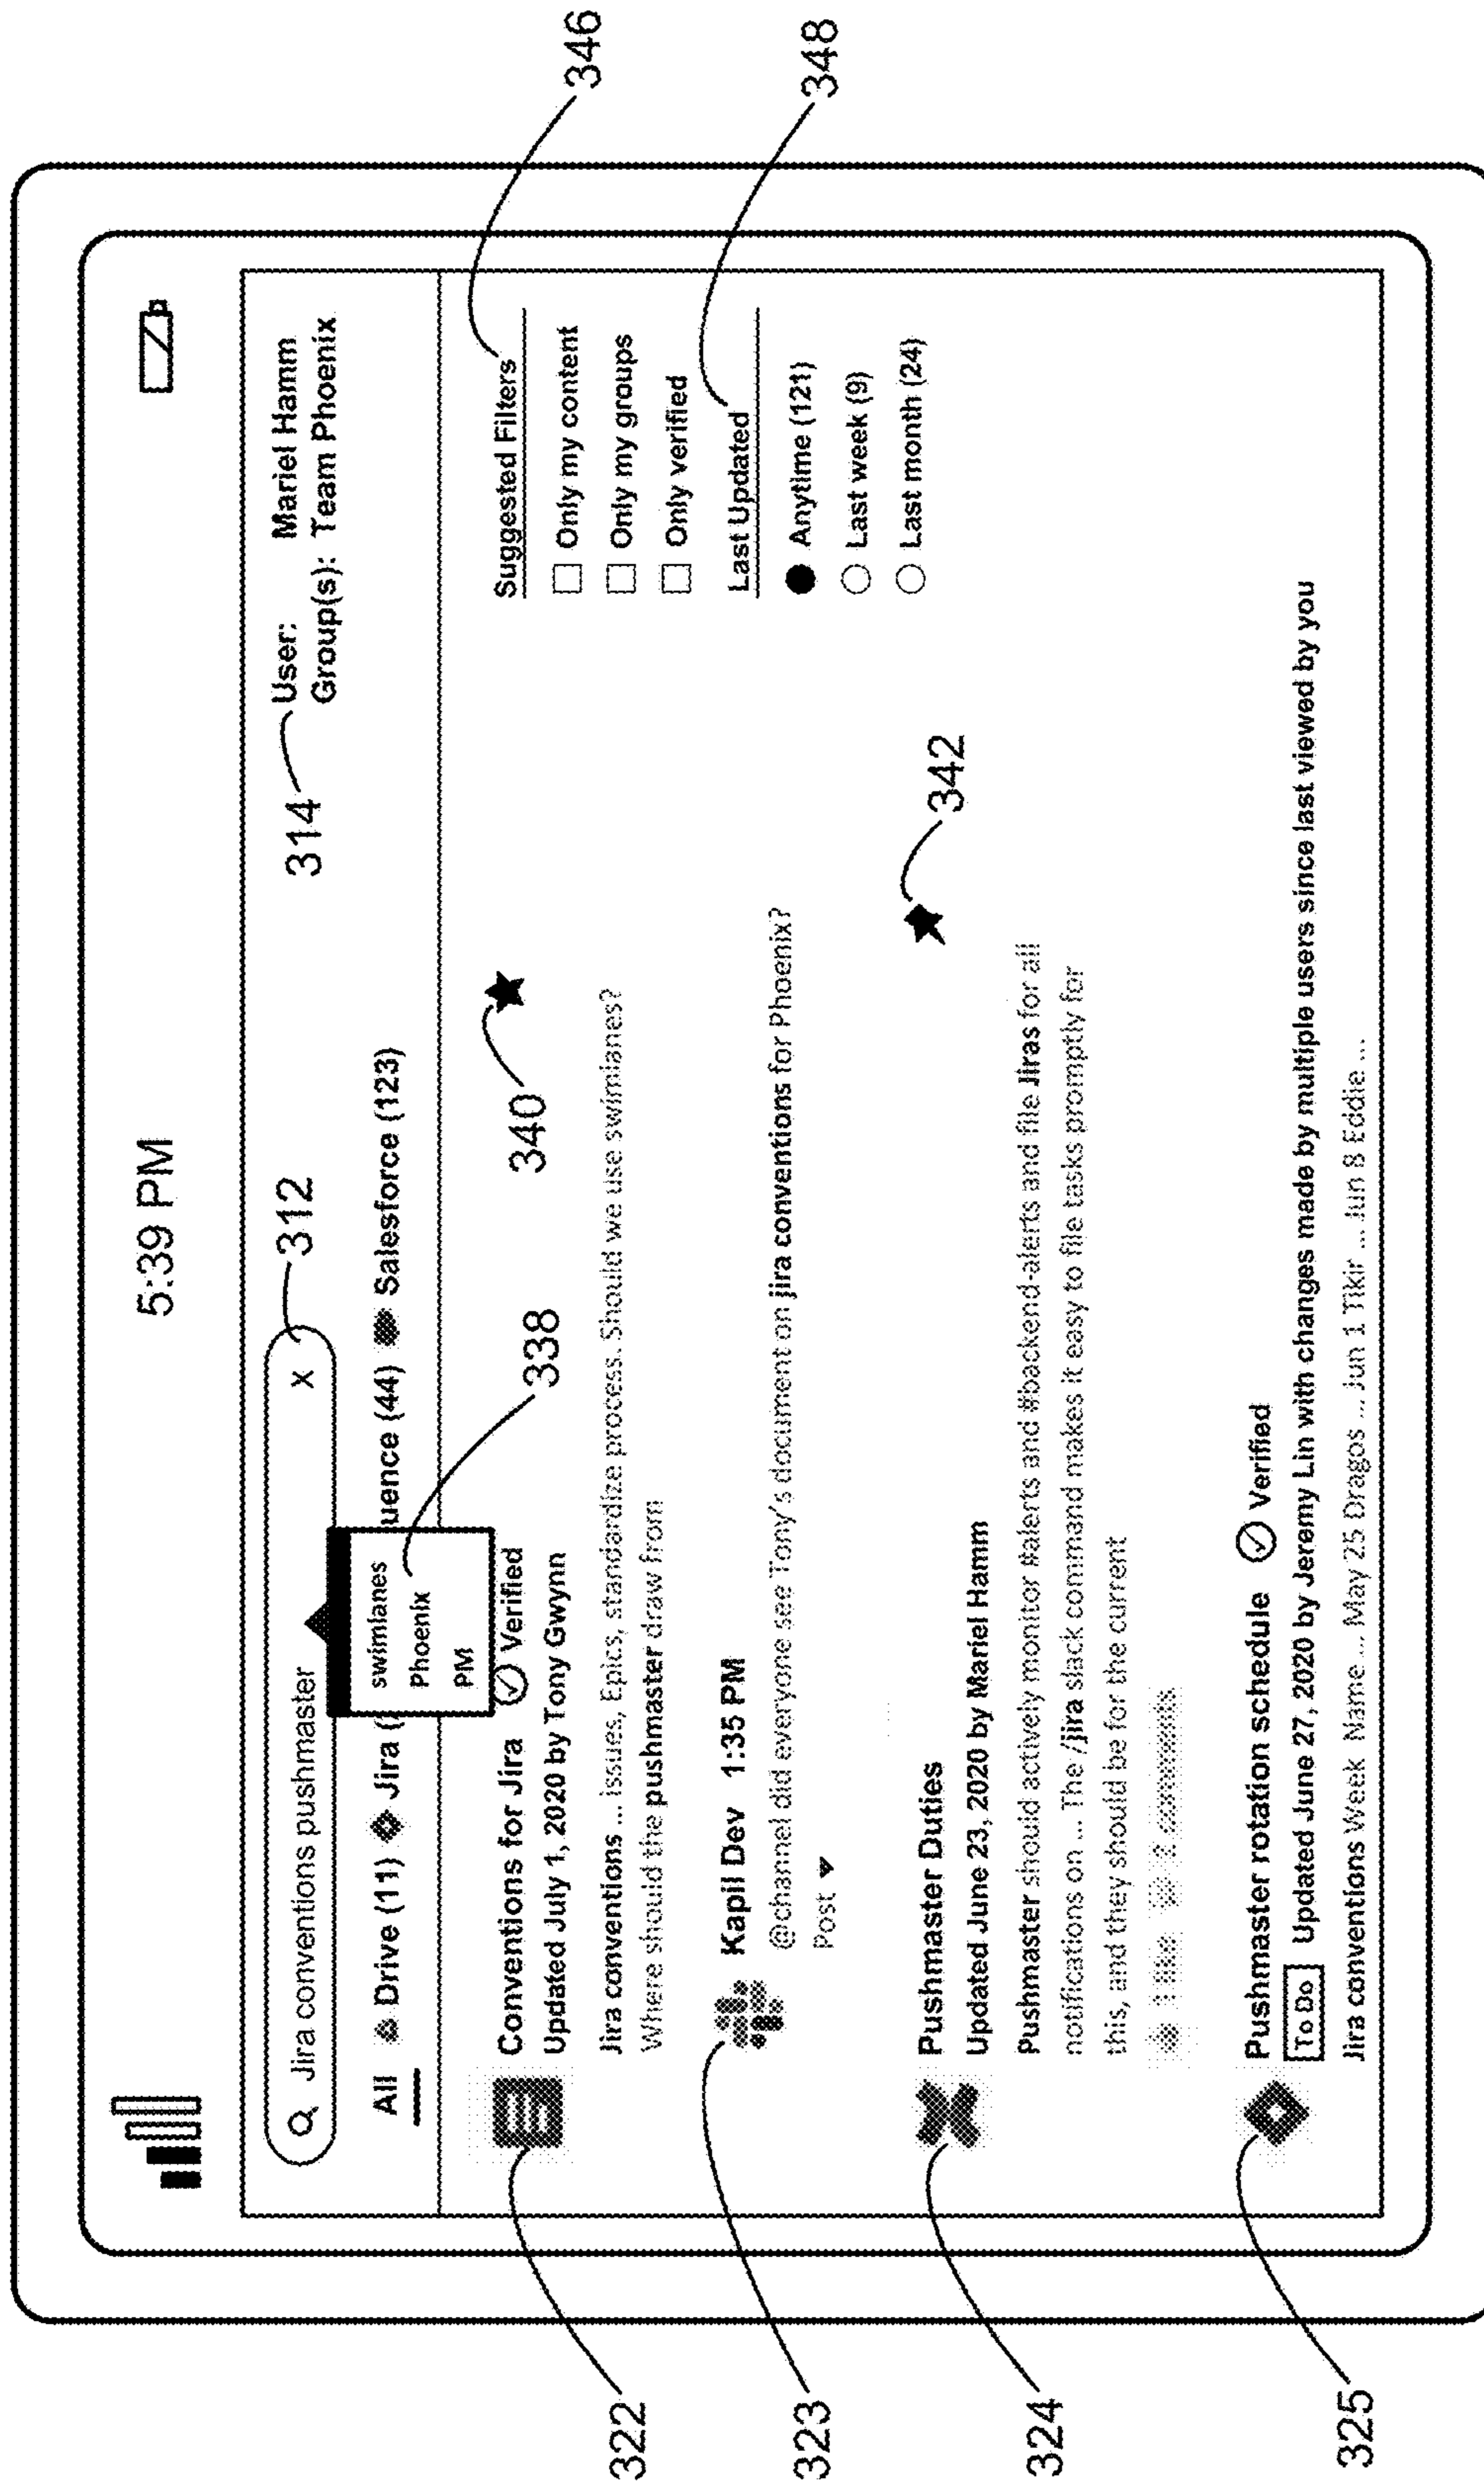 5:39 PM
Jira conventions pushmaster X
312
314
User: Mariel Hamm
Group(s): Team Phoenix
All Drive (11) Jira ( uence (44) Salesforce (123)
swimlanes
Phoenix
PM
338
Conventions for Jira Verified
340
Updated July 1, 2020 by Tony Gwynn
Jira conventions ... issues, Epics, standardize process. Should we use swimlanes?
Where should the pushmaster draw from
322
Kapil Dev 1:35 PM
@channel did everyone see Tony's document on jira conventions for Phoenix?
Post
323
Pushmaster Duties
342
Updated June 23, 2020 by Mariel Hamm
Pushmaster should actively monitor #alerts and #backend-alerts and file Jiras for all
notifications on ... The /jira slack command makes it easy to file tasks promptly for
this, and they should be for the current
324
Pushmaster rotation schedule Verified
To Do Updated June 27, 2020 by Jeremy Lin with changes made by multiple users since last viewed by you
Jira conventions Week Name ... May 25 Dragos ... Jun 1 Tikir ... Jun 8 Eddie ...
325
Suggested Filters
346
Only my content
Only my groups
Only verified
Last Updated
348
Anytime (121)
Last week (9)
Last month (24)